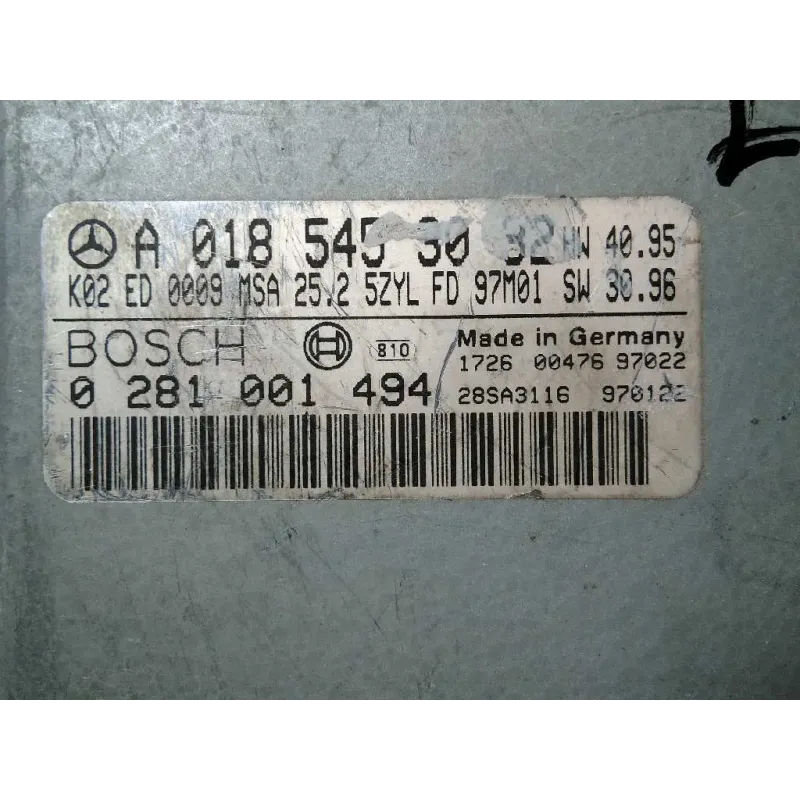 A 018 545 30 32 HW 40.95
K02 ED 0009 MSA 25.2 5ZYL FD 97M01 SW 30.96
BOSCH 810 Made in Germany
1726 00476 97022
0 281 001 494 28SA3116 970122